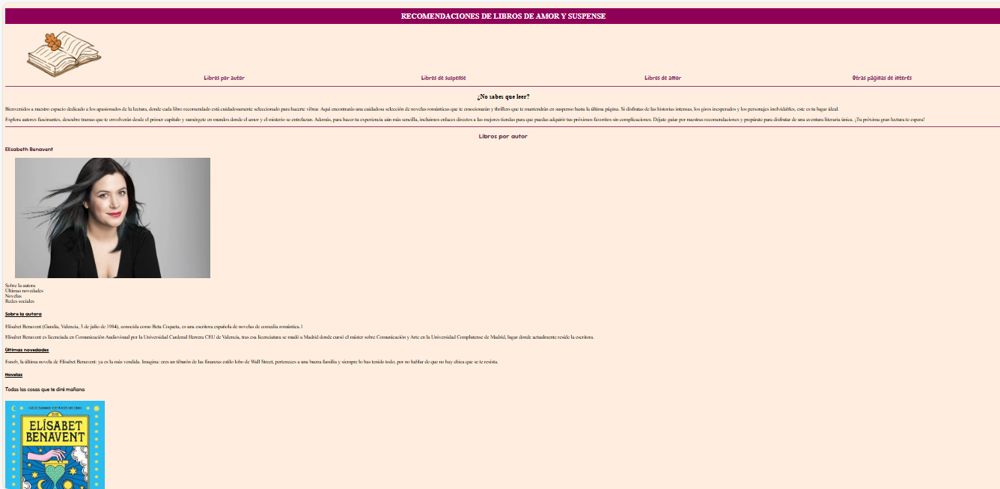 RECOMENDACIONES DE LIBROS DE AMOR Y SUSPENSE
Libros por autor
Libros de suspense
Libros de amor
Otras páginas de interés
¿No sabes que leer?
Bienvenidos a nuestro espacio dedicado a los apasionados de la lectura, donde cada libro recomendado está cuidadosamente seleccionado para hacerte vibrar. Aquí encontrarás una cuidadosa selección de novelas románticas que te emocionarán y thrillers que te mantendrán en suspenso hasta la última página. Si disfrutas de las historias intensas, los giros inesperados y los personajes inolvidables, este es tu lugar ideal.
Explora autores fascinantes, descubre tramas que te envolverán desde el primer capítulo y sumérgete en mundos donde el amor y el misterio se entrelazan. Además, para hacer tu experiencia aún más sencilla, incluimos enlaces directos a las mejores tiendas para que puedas adquirir tus próximos favoritos sin complicaciones. Déjate guiar por nuestras recomendaciones y prepárate para disfrutar de una aventura literaria única. ¡Tu próxima gran lectura te espera!
Libros por autor
Elisabeth Benavent
Sobre la autora
Últimas novedades
Novelas
Redes sociales
Sobre la autora
Elísabet Benavent (Gandía, Valencia, 3 de julio de 1984), conocida como Beta Coqueta, es una escritora española de novelas de comedia romántica.1
Elísabet Benavent es licenciada en Comunicación Audiovisual por la Universidad Cardenal Herrera CEU de Valencia, tras esa licenciatura se mudó a Madrid donde cursó el máster sobre Comunicación y Arte en la Universidad Complutense de Madrid, lugar donde actualmente reside la escritora.
Últimas novedades
Esnob, la última novela de Elísabet Benavent: ya es la más vendida. Imagina: eres un tiburón de las finanzas estilo lobo de Wall Street, perteneces a una buena familia y siempre lo has tenido todo; por no hablar de que no hay chica que se te resista.
Novelas
Todas las cosas que te diré mañana
ELÍSABET
BENAVENT